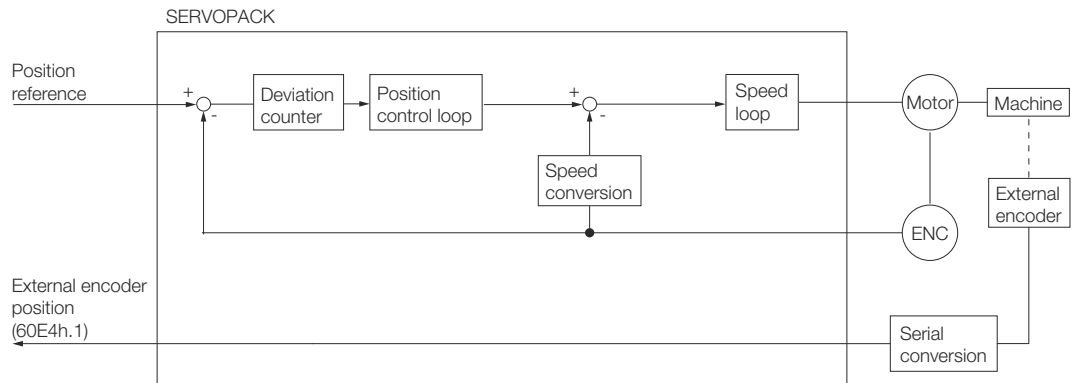 SERVOPACK
Position
reference
+
-
Deviation
counter
Position
control loop
+
-
Speed
loop
Motor
Machine
Speed
conversion
External
encoder
ENC
External encoder
position
(60E4h.1)
Serial
conversion